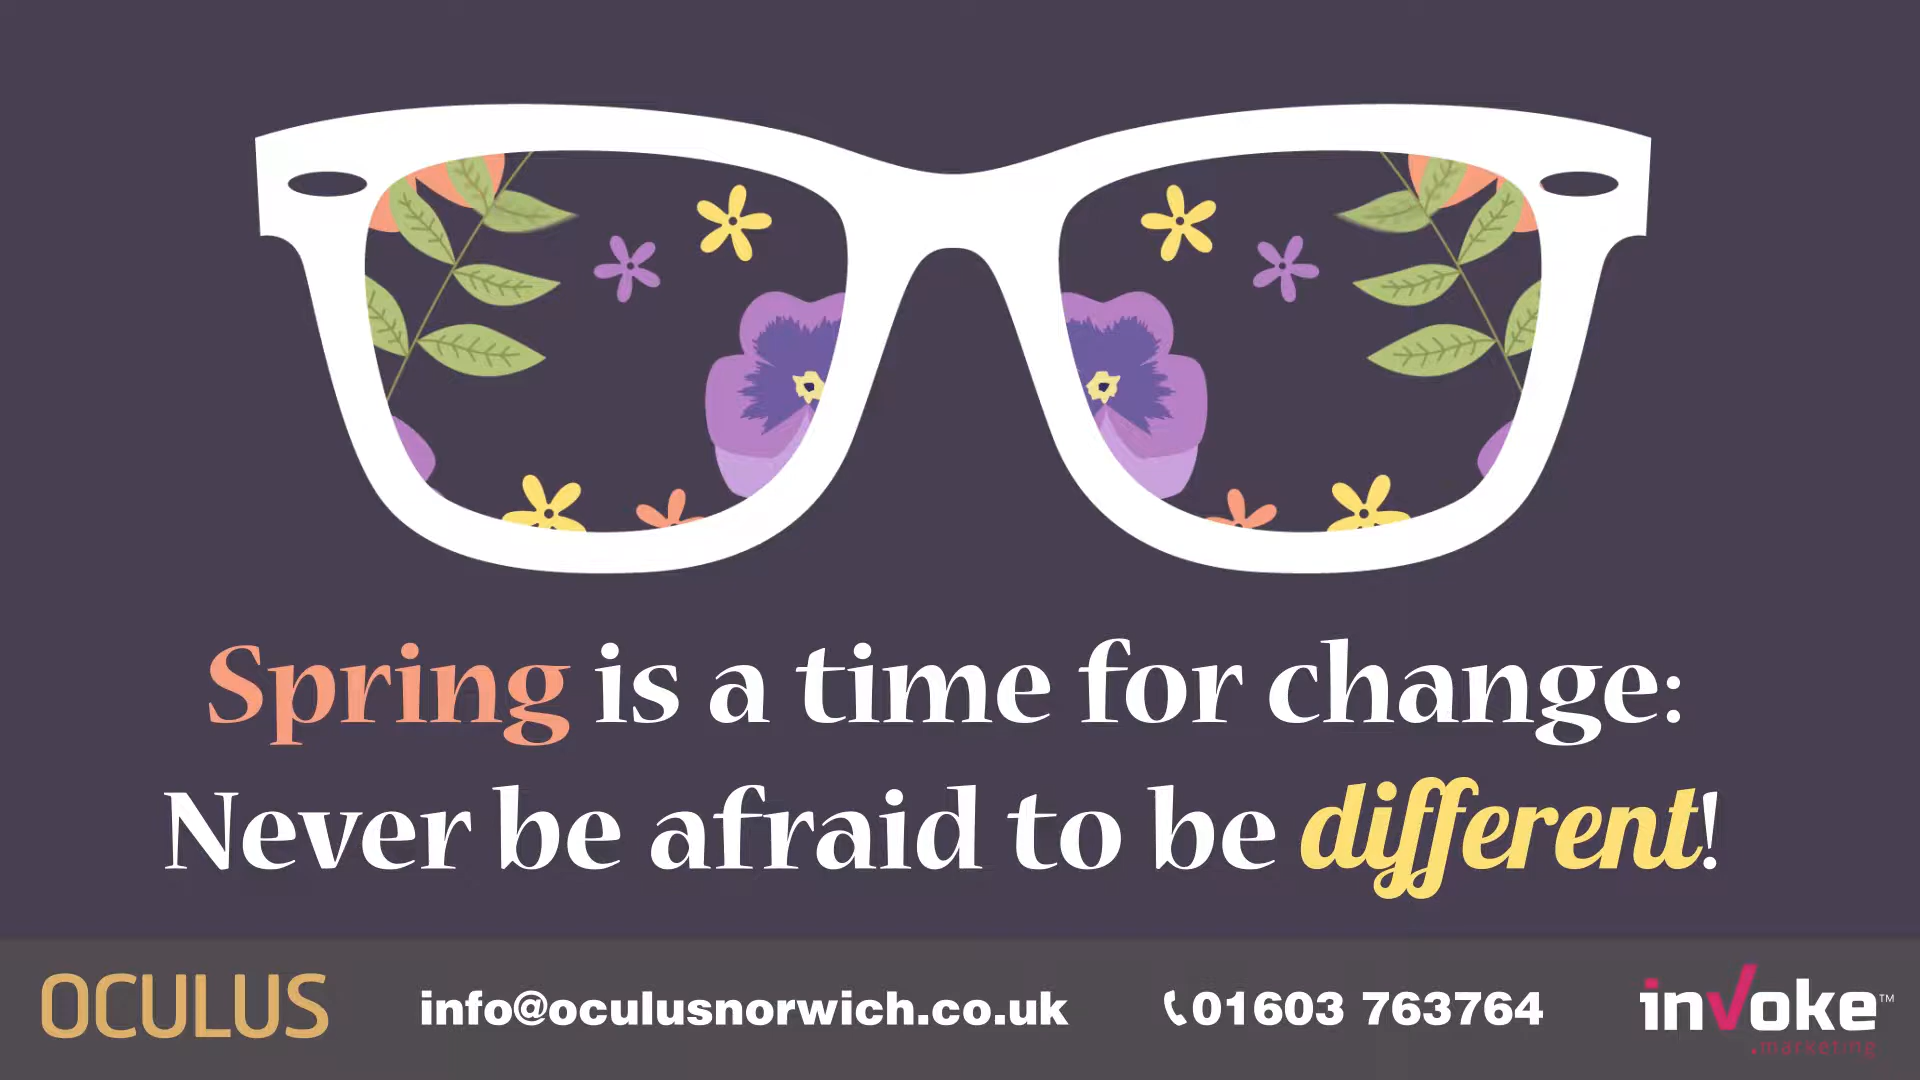 Spring is a time for change:
Never be afraid to be different!
OCULUS
info@oculusnorwich.co.uk
01603 763764
invoke™
.marketing